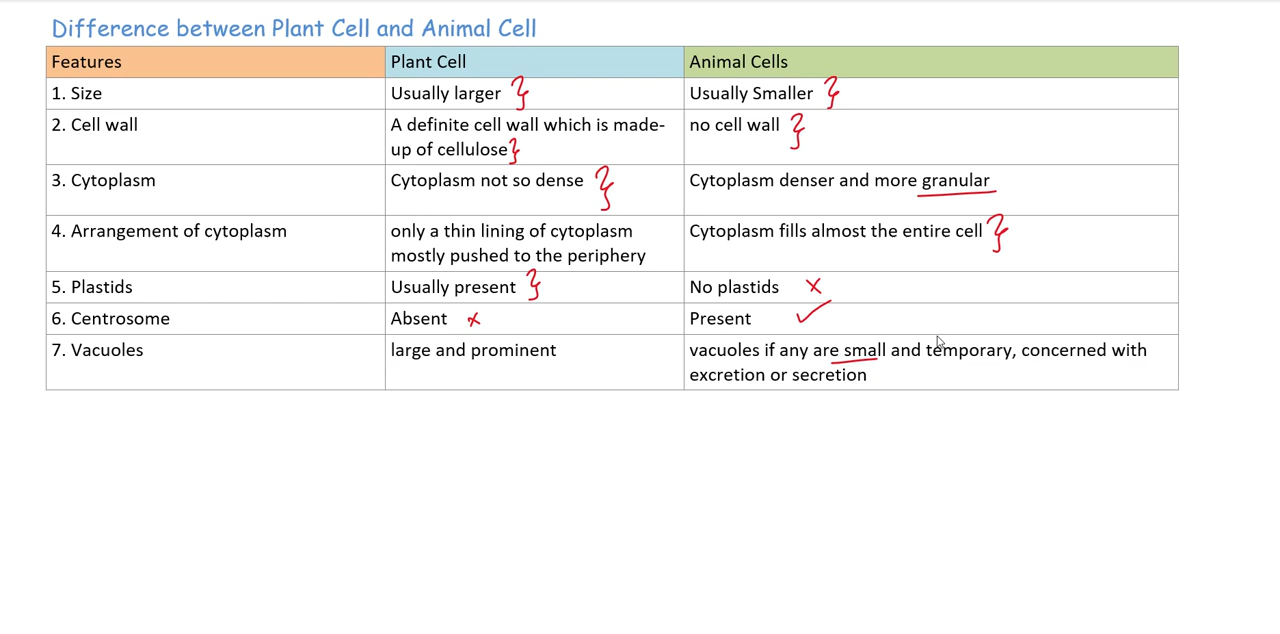 Difference between Plant Cell and Animal Cell
Features Plant Cell Animal Cells
1. Size Usually larger Usually Smaller
2. Cell wall A definite cell wall which is made- no cell wall
up of cellulose
3. Cytoplasm Cytoplasm not so dense Cytoplasm denser and more granular
4. Arrangement of cytoplasm only a thin lining of cytoplasm Cytoplasm fills almost the entire cell
mostly pushed to the periphery
5. Plastids Usually present No plastids
6. Centrosome Absent Present
7. Vacuoles large and prominent vacuoles if any are small and temporary, concerned with
excretion or secretion